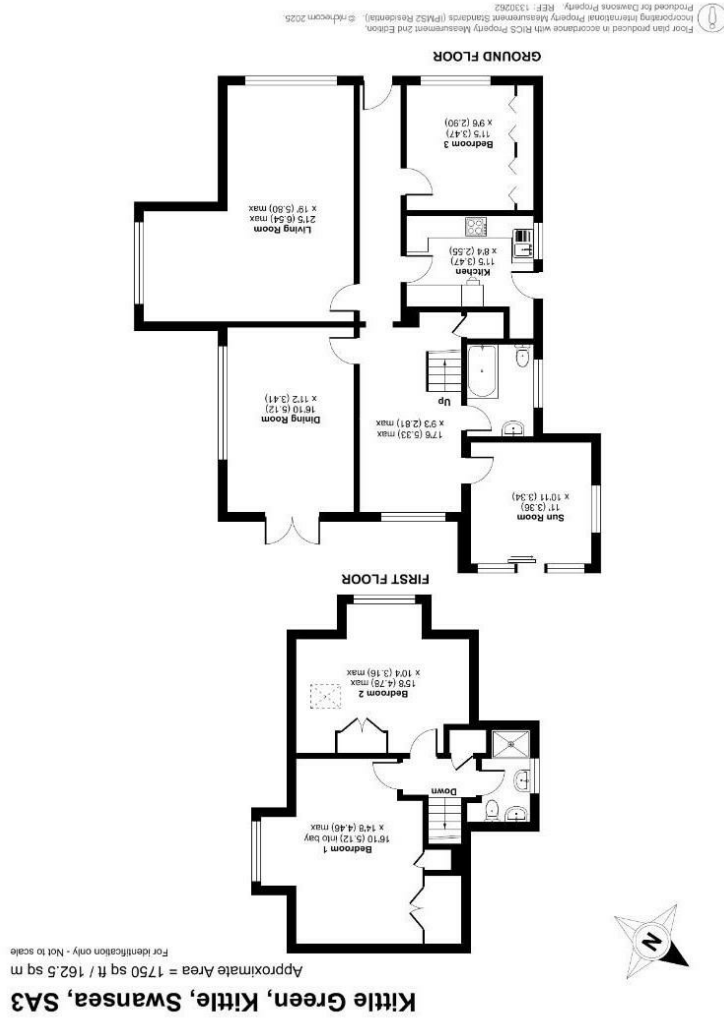 Kittle Green, Kittle, Swansea, SA3
Approximate Area = 1750 sq ft / 162.5 sq m
For identification only - Not to scale
N
Bedroom 1
16'10 (5.12) into bay
x 14'8 (4.46) max
Down
Bedroom 2
15'8 (4.78) max
x 10'4 (3.16) max
FIRST FLOOR
Sun Room
11' (3.36)
x 10'11 (3.34)
17'6 (5.33) max
x 9'3 (2.81) max
Up
Dining Room
16'10 (5.12)
x 11'2 (3.41)
Kitchen
11'5 (3.47)
x 8'4 (2.55)
Living Room
21'5 (6.54) max
x 19' (5.80) max
Bedroom 3
11'5 (3.47)
x 9'6 (2.90)
GROUND FLOOR
Floor plan produced in accordance with RICS Property Measurement 2nd Edition.
Incorporating International Property Measurement Standards (IPMS2 Residential). © nichecom 2025.
Produced for Dawsons Property. REF: 1330262